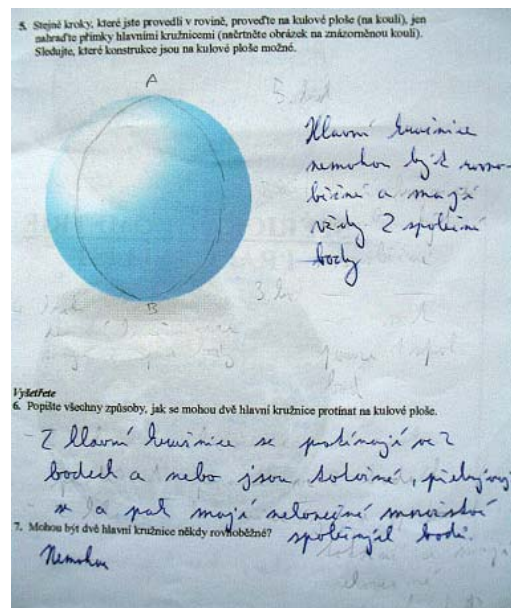 5. Stejné kroky, které jste provedli v rovině, proveďte na kulové ploše (na kouli), jen
nahraďte přímky hlavními kružnicemi (načrtněte obrázek na znázorněnou kouli).
Sledujte, které konstrukce jsou na kulové ploše možné.
A
Hlavní kružnice
nemohou být rovno-
běžné a mají
vždy 2 společné
body
B
Vyšetřete
6. Popište všechny způsoby, jak se mohou dvě hlavní kružnice protínat na kulové ploše.
2 hlavní kružnice se protínají ve 2
bodech a nebo jsou totožné, překrývají
se a pak mají nekonečné množství
společných bodů.
7. Mohou být dvě hlavní kružnice někdy rovnoběžné?
Nemohou